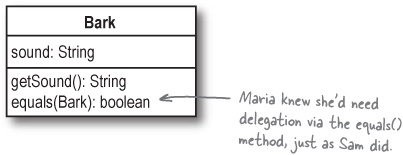 Bark
sound: String
getSound(): String
equals(Bark): boolean
Maria knew she'd need
delegation via the equals()
method, just as Sam did.